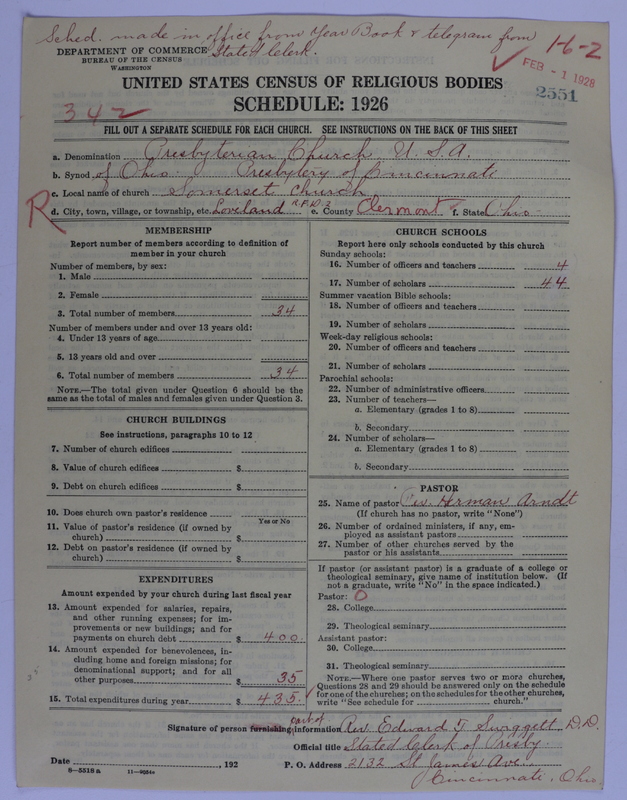 Sched. made in office from Year Book & telegram from
Stated Clerk.
1-6-2
DEPARTMENT OF COMMERCE
BUREAU OF THE CENSUS
WASHINGTON
FEB -1 1928
2551
UNITED STATES CENSUS OF RELIGIOUS BODIES
SCHEDULE: 1926
342
FILL OUT A SEPARATE SCHEDULE FOR EACH CHURCH. SEE INSTRUCTIONS ON THE BACK OF THIS SHEET
a. Denomination Presbyterian Church U.S.A.
b. Synod of Ohio. Presbytery of Cincinnati
c. Local name of church Somerset Church
R
d. City, town, village, or township, etc. Loveland R.F.D. 2 e. County Clermont f. State Ohio
MEMBERSHIP
Report number of members according to definition of member in your church
Number of members, by sex:
1. Male
2. Female
3. Total number of members 34
Number of members under and over 13 years old:
4. Under 13 years of age
5. 13 years old and over
6. Total number of members 34
NOTE.—The total given under Question 6 should be the same as the total of males and females given under Question 3.
CHURCH BUILDINGS
See instructions, paragraphs 10 to 12
7. Number of church edifices
8. Value of church edifices $
9. Debt on church edifices $
10. Does church own pastor's residence
Yes or No
11. Value of pastor's residence (if owned by church) $
12. Debt on pastor's residence (if owned by church) $
EXPENDITURES
Amount expended by your church during last fiscal year
13. Amount expended for salaries, repairs, and other running expenses; for improvements or new buildings; and for payments on church debt $ 400.
14. Amount expended for benevolences, including home and foreign missions; for denominational support; and for all other purposes $ 35
15. Total expenditures during year $ 435.
CHURCH SCHOOLS
Report here only schools conducted by this church
Sunday schools:
16. Number of officers and teachers 4
17. Number of scholars 44
Summer vacation Bible schools:
18. Number of officers and teachers
19. Number of scholars
Week-day religious schools:
20. Number of officers and teachers
21. Number of scholars
Parochial schools:
22. Number of administrative officers
23. Number of teachers—
a. Elementary (grades 1 to 8)
b. Secondary
24. Number of scholars—
a. Elementary (grades 1 to 8)
b. Secondary
PASTOR
25. Name of pastor Rev. Herman Arndt
(If church has no pastor, write "None")
26. Number of ordained ministers, if any, employed as assistant pastors
27. Number of other churches served by the pastor or his assistants
If pastor (or assistant pastor) is a graduate of a college or theological seminary, give name of institution below. (If not a graduate, write "No" in the space indicated.)
Pastor: O
28. College
29. Theological seminary
Assistant pastor:
30. College
31. Theological seminary
NOTE.—Where one pastor serves two or more churches, Questions 28 and 29 should be answered only on the schedule for one of the churches; on the schedules for the other churches, write "See schedule for church."
Signature of person furnishing part of information Rev. Edward T. Swiggett, D.D.
Official title Stated Clerk of Presby.
Date , 192 P. O. Address 2132 St James Ave.
Cincinnati, Ohio
8—5518 a